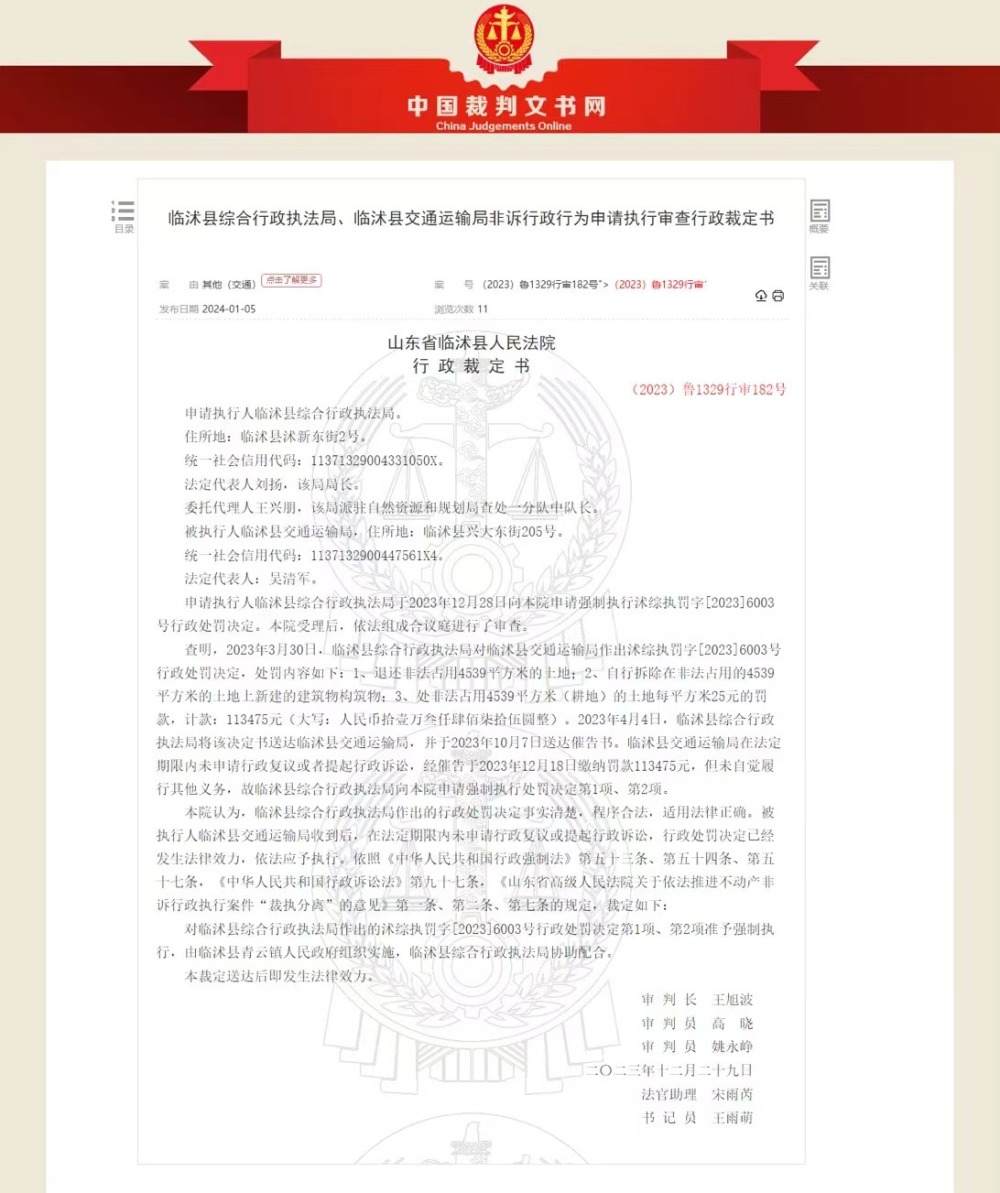 中国裁判文书网
China Judgements Online
目录
概要
关联
临沭县综合行政执法局、临沭县交通运输局非诉行政行为申请执行审查行政裁定书
案 由 其他（交通） 点击了解更多
案 号 （2023）鲁1329行审182号"> （2023）鲁1329行审'
发布日期 2024-01-05
浏览次数 11
山东省临沭县人民法院
行 政 裁 定 书
（2023）鲁1329行审182号
申请执行人临沭县综合行政执法局。
住所地：临沭县沭新东街2号。
统一社会信用代码：11371329004331050X。
法定代表人刘扬，该局局长。
委托代理人王兴朋，该局派驻自然资源和规划局查处一分队中队长。
被执行人临沭县交通运输局，住所地：临沭县兴大东街205号。
统一社会信用代码：1137132900447561X4。
法定代表人：吴清军。
申请执行人临沭县综合行政执法局于2023年12月28日向本院申请强制执行沭综执罚字[2023]6003
号行政处罚决定。本院受理后，依法组成合议庭进行了审查。
查明，2023年3月30日，临沭县综合行政执法局对临沭县交通运输局作出沭综执罚字[2023]6003号
行政处罚决定，处罚内容如下：1、退还非法占用4539平方米的土地；2、自行拆除在非法占用的4539
平方米的土地上新建的建筑物构筑物；3、处非法占用4539平方米（耕地）的土地每平方米25元的罚
款，计款：113475元（大写：人民币拾壹万叁仟肆佰柒拾伍圆整）。2023年4月4日，临沭县综合行政
执法局将该决定书送达临沭县交通运输局，并于2023年10月7日送达催告书。临沭县交通运输局在法定
期限内未申请行政复议或者提起行政诉讼，经催告于2023年12月18日缴纳罚款113475元，但未自觉履
行其他义务，故临沭县综合行政执法局向本院申请强制执行处罚决定第1项、第2项。
本院认为，临沭县综合行政执法局作出的行政处罚决定事实清楚，程序合法，适用法律正确。被
执行人临沭县交通运输局收到后，在法定期限内未申请行政复议或提起行政诉讼，行政处罚决定已经
发生法律效力，依法应予执行。依照《中华人民共和国行政强制法》第五十三条、第五十四条、第五
十七条，《中华人民共和国行政诉讼法》第九十七条，《山东省高级人民法院关于依法推进不动产非
诉行政执行案件“裁执分离”的意见》第一条、第二条、第七条的规定，裁定如下：
对临沭县综合行政执法局作出的沭综执罚字[2023]6003号行政处罚决定第1项、第2项准予强制执
行，由临沭县青云镇人民政府组织实施，临沭县综合行政执法局协助配合。
本裁定送达后即发生法律效力。
审 判 长 王旭波
审 判 员 高 晓
审 判 员 姚永峥
二〇二三年十二月二十九日
法官助理 宋雨芮
书 记 员 王雨萌